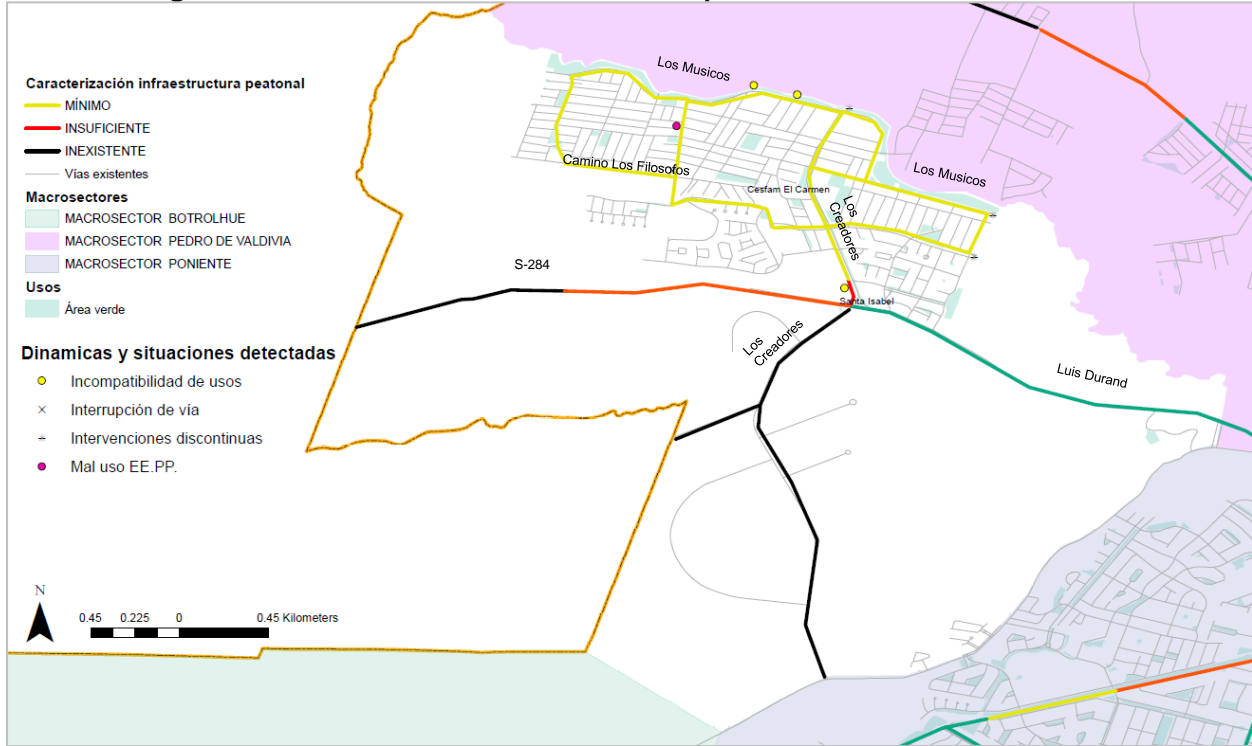 Caracterización infraestructura peatonal
MÍNIMO
INSUFICIENTE
INEXISTENTE
Vías existentes
Macrosectores
MACROSECTOR BOTROLHUE
MACROSECTOR PEDRO DE VALDIVIA
MACROSECTOR PONIENTE
Usos
Área verde
Dinamicas y situaciones detectadas
Incompatibilidad de usos
Interrupción de vía
Intervenciones discontinuas
Mal uso EE.PP.
Los Musicos
Camino Los Filosofos
Los Musicos
Cesfam El Carmen
Los Creadores
S-284
Santa Isabel
Los
Creadores
Luis Durand
N
0.45 0.225 0 0.45 Kilometers